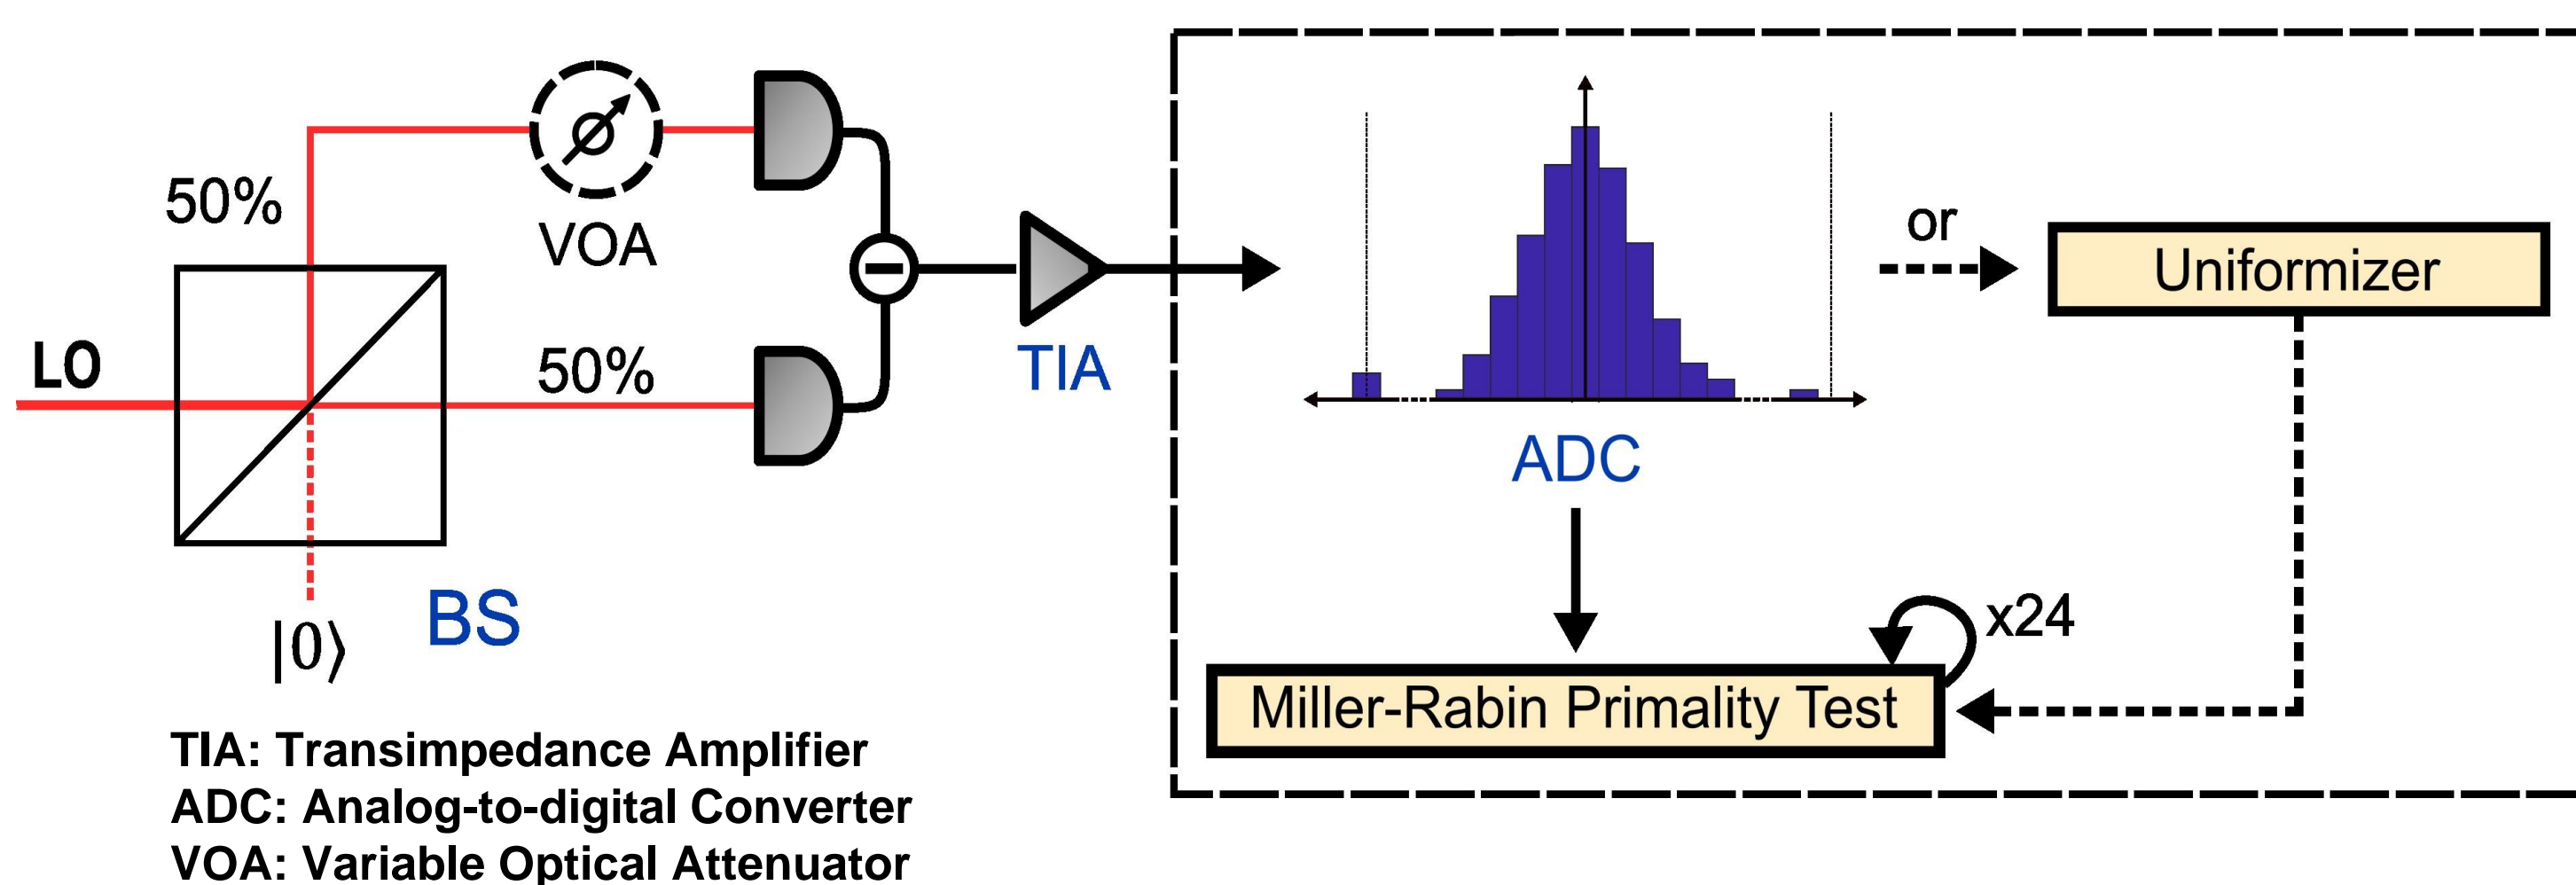 50%
VOA
LO
50%
TIA
BS
|0⟩
or
Uniformizer
ADC
x24
Miller-Rabin Primality Test
TIA: Transimpedance Amplifier
ADC: Analog-to-digital Converter
VOA: Variable Optical Attenuator